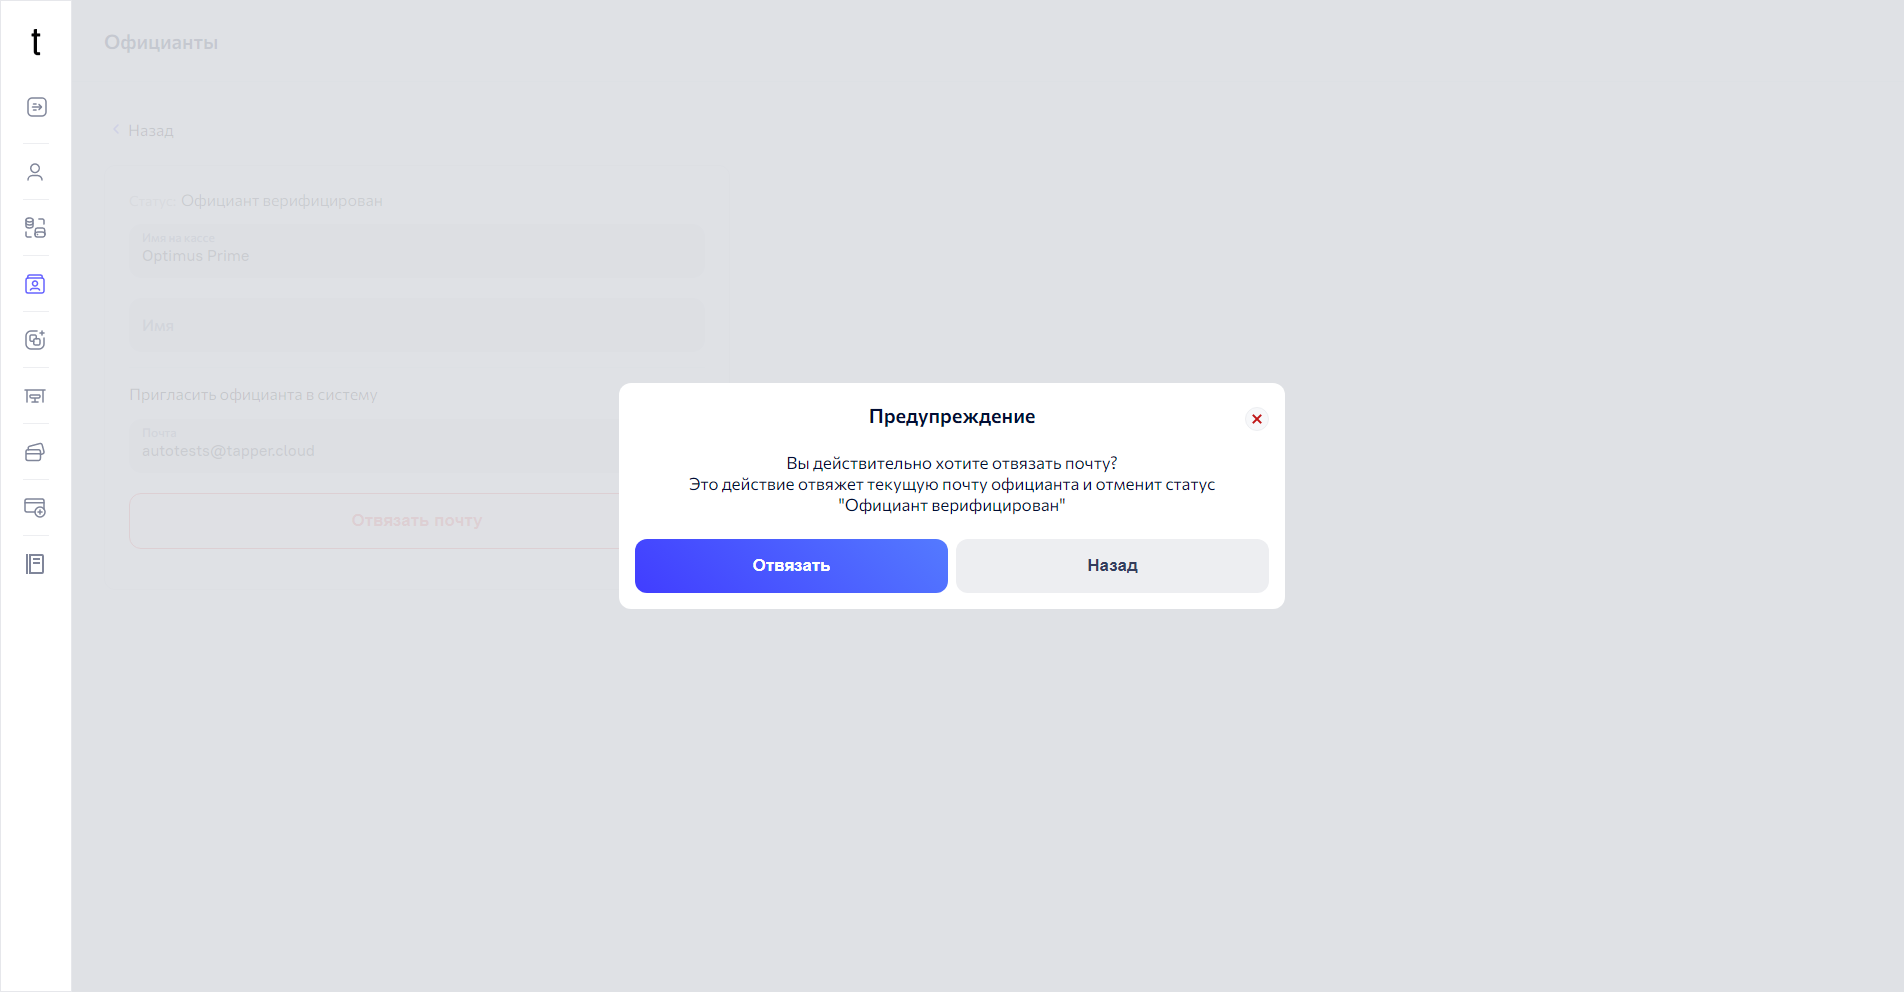 t
Официанты
Назад
Статус: Официант верифицирован
Имя на кассе
Optimus Prime
Имя
Пригласить официанта в систему
Почта
autotests@tapper.cloud
Отвязать почту
Предупреждение
Вы действительно хотите отвязать почту?
Это действие отвяжет текущую почту официанта и отменит статус
"Официант верифицирован"
Отвязать
Назад